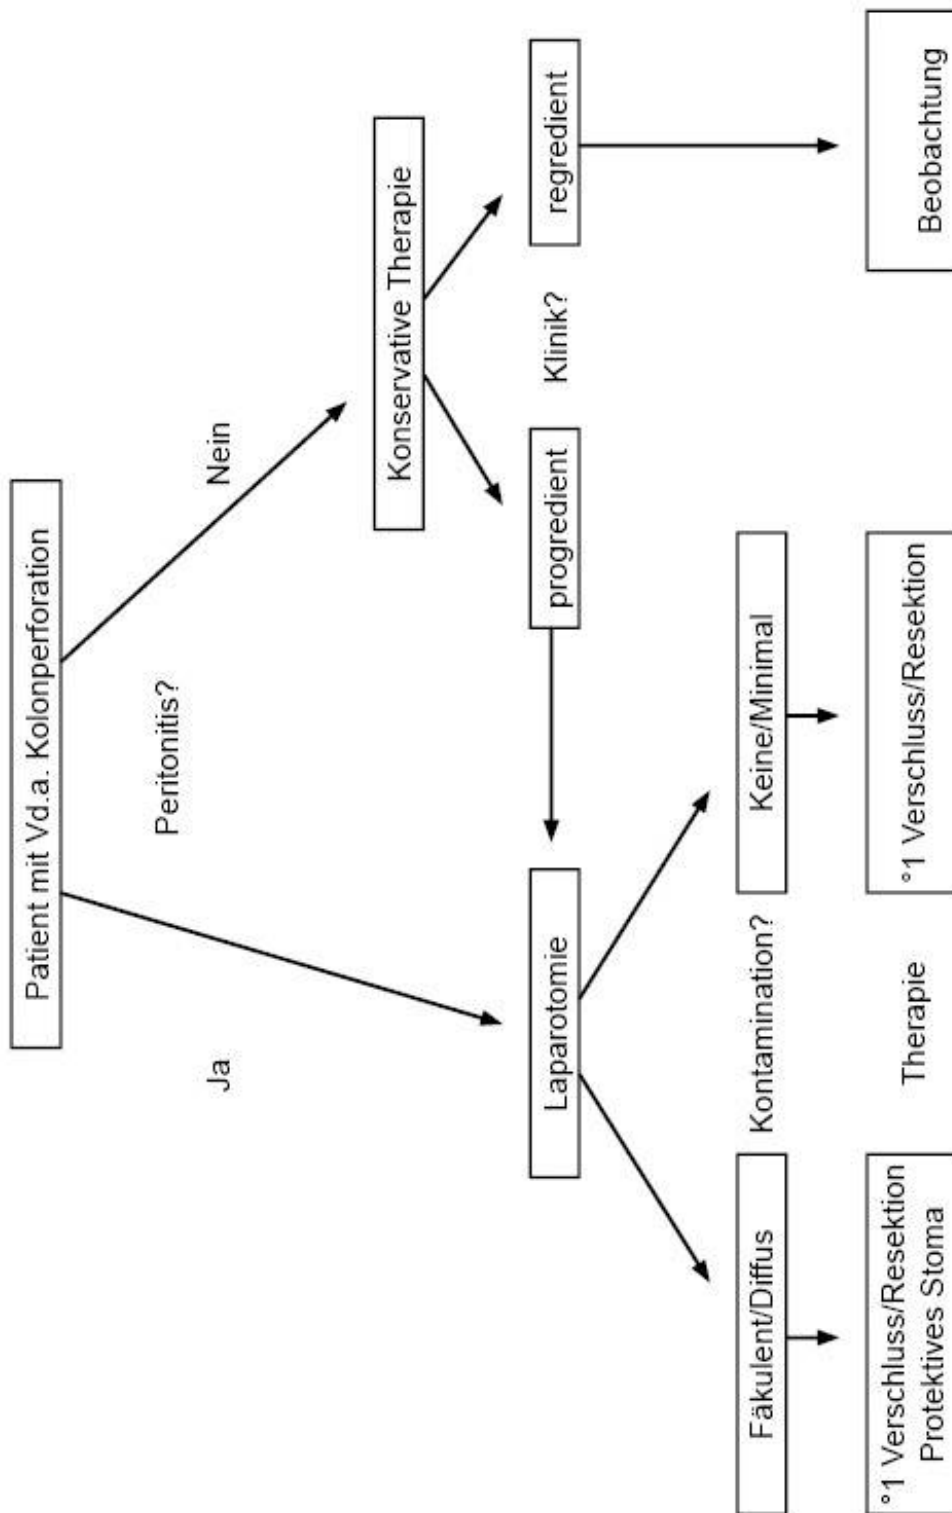 Patient mit Vd.a. Kolonperforation
Peritonitis?
Ja
Nein
Konservative Therapie
Laparotomie
progredient
Klinik?
regredient
Fäkulent/Diffus
Kontamination?
Keine/Minimal
°1 Verschluss/Resektion
Protektives Stoma
Therapie
°1 Verschluss/Resektion
Beobachtung